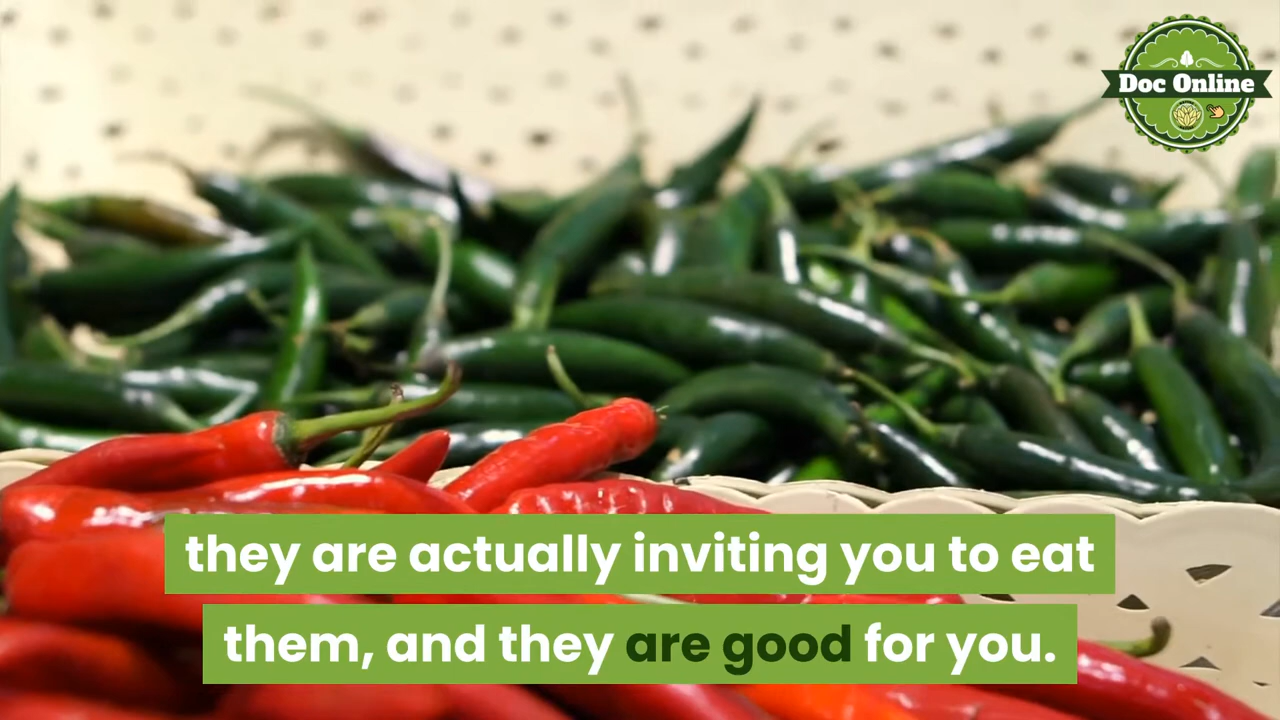 Doc Online
they are actually inviting you to eat
them, and they are good for you.